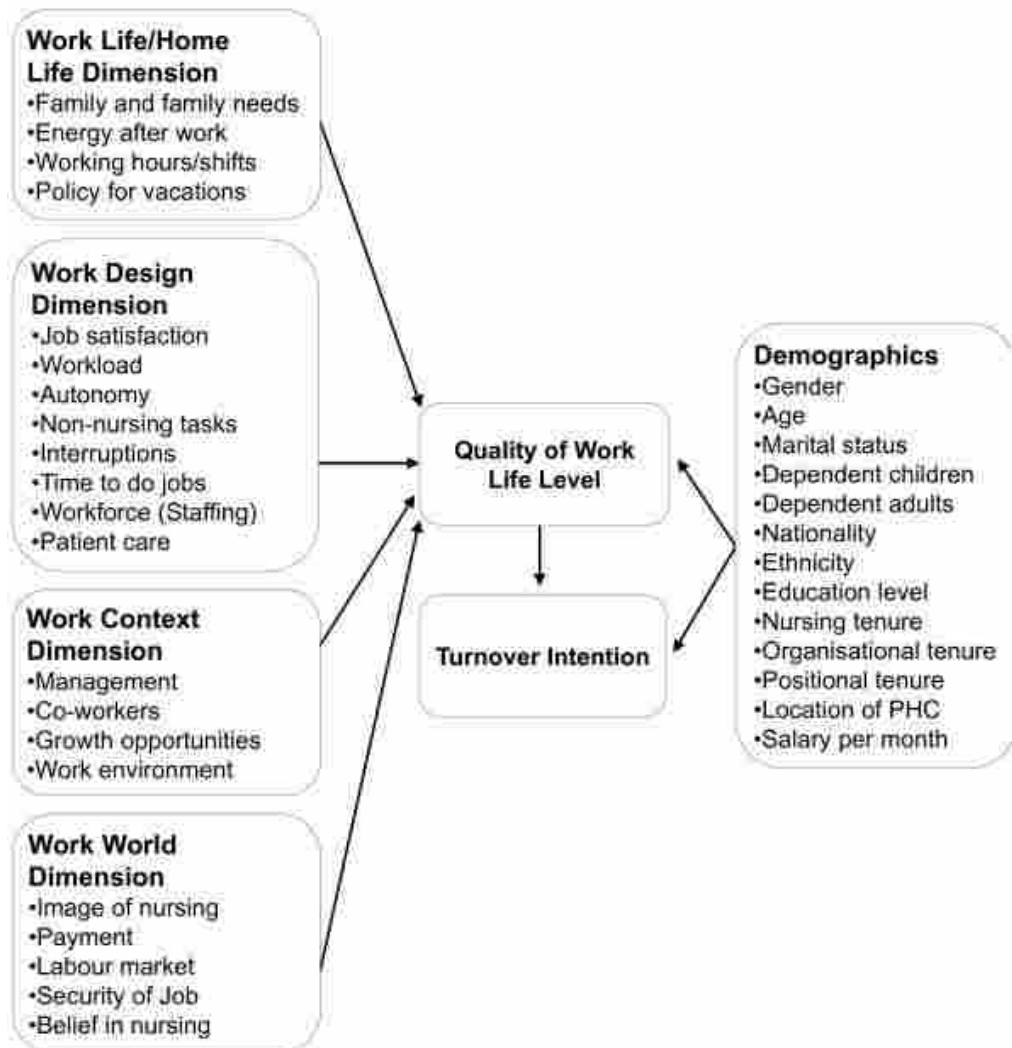 Work Life/Home
Life Dimension
•Family and family needs
•Energy after work
•Working hours/shifts
•Policy for vacations
Work Design
Dimension
•Job satisfaction
•Workload
•Autonomy
•Non-nursing tasks
•Interruptions
•Time to do jobs
•Workforce (Staffing)
•Patient care
Work Context
Dimension
•Management
•Co-workers
•Growth opportunities
•Work environment
Work World
Dimension
•Image of nursing
•Payment
•Labour market
•Security of Job
•Belief in nursing
Quality of Work
Life Level
Turnover Intention
Demographics
•Gender
•Age
•Marital status
•Dependent children
•Dependent adults
•Nationality
•Ethnicity
•Education level
•Nursing tenure
•Organisational tenure
•Positional tenure
•Location of PHC
•Salary per month